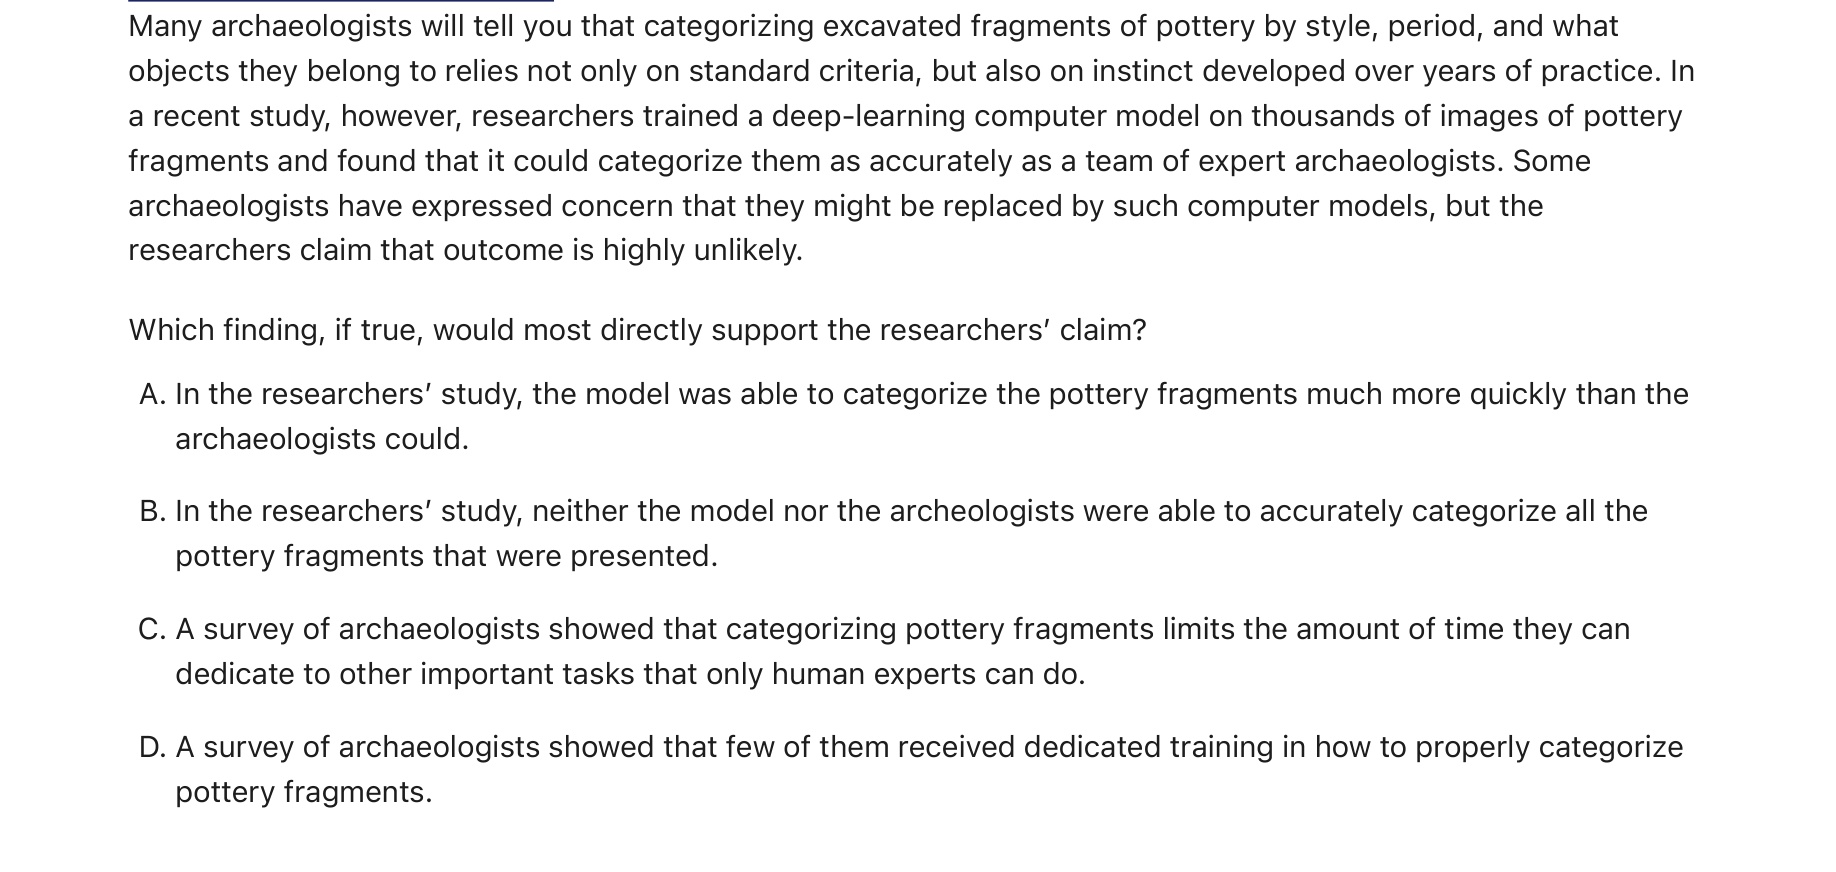 Many archaeologists will tell you that categorizing excavated fragments of pottery by style, period, and what
objects they belong to relies not only on standard criteria, but also on instinct developed over years of practice. In
a recent study, however, researchers trained a deep-learning computer model on thousands of images of pottery
fragments and found that it could categorize them as accurately as a team of expert archaeologists. Some
archaeologists have expressed concern that they might be replaced by such computer models, but the
researchers claim that outcome is highly unlikely.
Which finding, if true, would most directly support the researchers’ claim?
A. In the researchers’ study, the model was able to categorize the pottery fragments much more quickly than the
archaeologists could.
B. In the researchers’ study, neither the model nor the archeologists were able to accurately categorize all the
pottery fragments that were presented.
C. A survey of archaeologists showed that categorizing pottery fragments limits the amount of time they can
dedicate to other important tasks that only human experts can do.
D. A survey of archaeologists showed that few of them received dedicated training in how to properly categorize
pottery fragments.